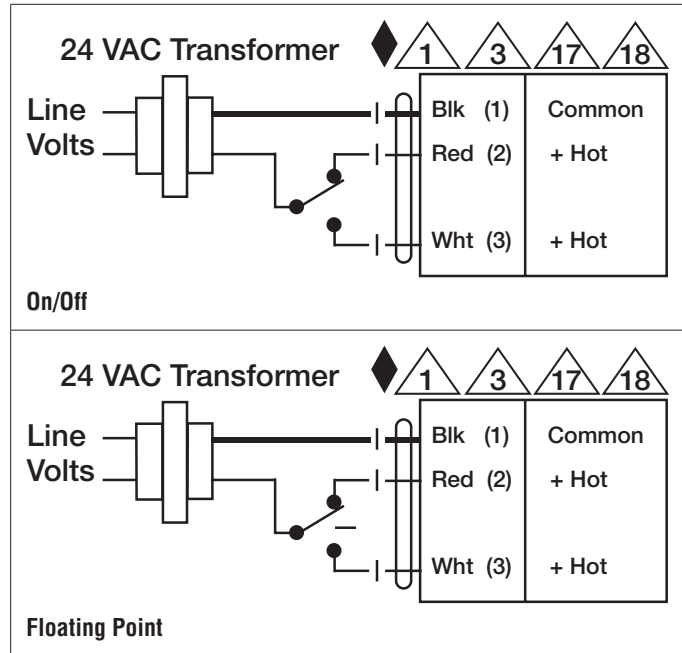 24 VAC Transformer 1 3 17 18
Line Volts
Blk (1) Common
Red (2) + Hot
Wht (3) + Hot
On/Off
24 VAC Transformer 1 3 17 18
Line Volts
Blk (1) Common
Red (2) + Hot
Wht (3) + Hot
Floating Point